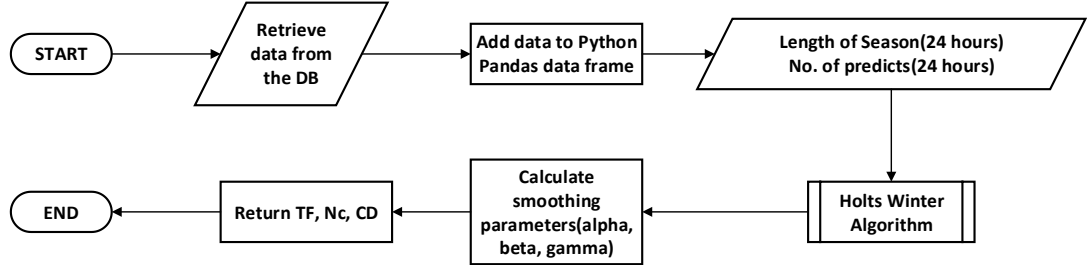 START
Retrieve
data from
the DB
Add data to Python
Pandas data frame
Length of Season(24 hours)
No. of predicts(24 hours)
Holts Winter
Algorithm
Calculate
smoothing
parameters(alpha,
beta, gamma)
Return TF, Nc, CD
END